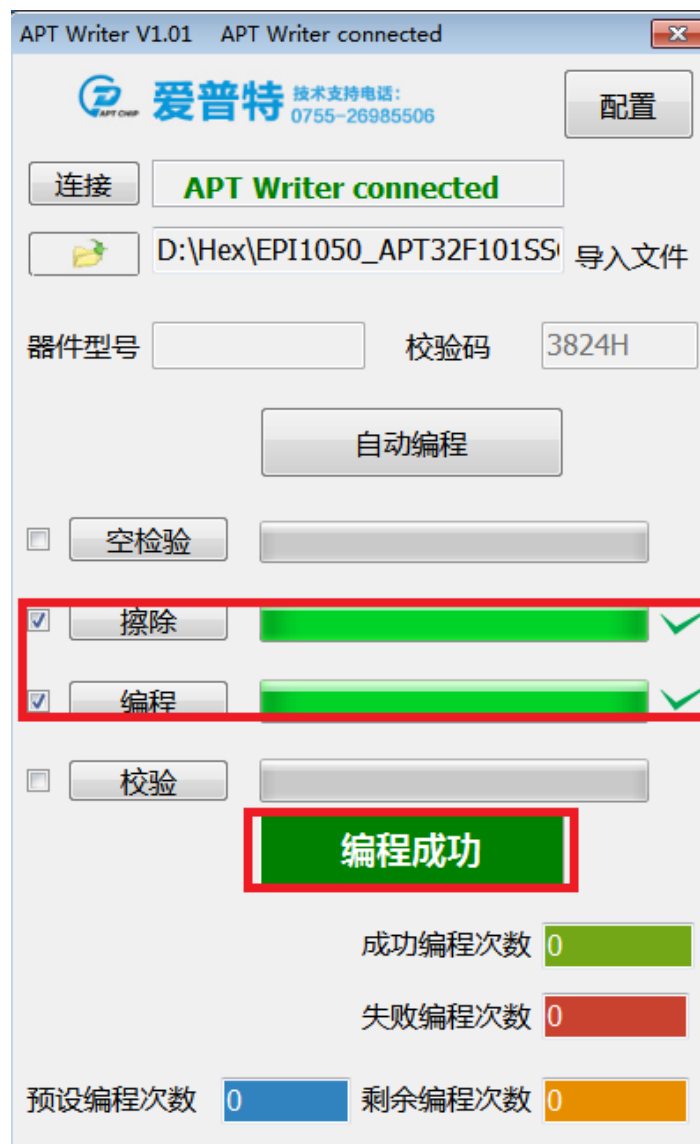 APT Writer V1.01 APT Writer connected
APT CHIP 爱普特 技术支持电话:
0755-26985506
配置
连接 APT Writer connected
D:\Hex\EPI1050_APT32F101SS 导入文件
器件型号 校验码 3824H
自动编程
空检验
擦除
编程
校验
编程成功
成功编程次数 0
失败编程次数 0
预设编程次数 0 剩余编程次数 0